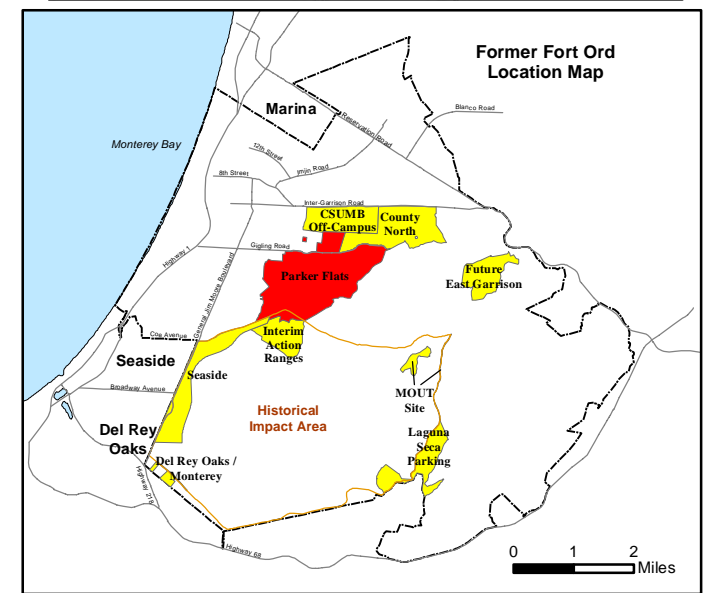 Former Fort Ord
Location Map
Marina
Blanco Road
Reservation Road
Monterey Bay
12th Street
Imjin Road
8th Street
Inter-Garrison Road
CSUMB
Off-Campus
County
North
Gigling Road
Highway 1
General Jim Moore Boulevard
Parker Flats
Future
East Garrison
Coe Avenue
Interim
Action
Ranges
Seaside
Seaside
Broadway Avenue
MOUT
Site
Historical
Impact Area
Del Rey
Oaks
Laguna
Seca
Parking
Del Rey Oaks /
Monterey
Highway 218
Highway 68
0 1 2
Miles